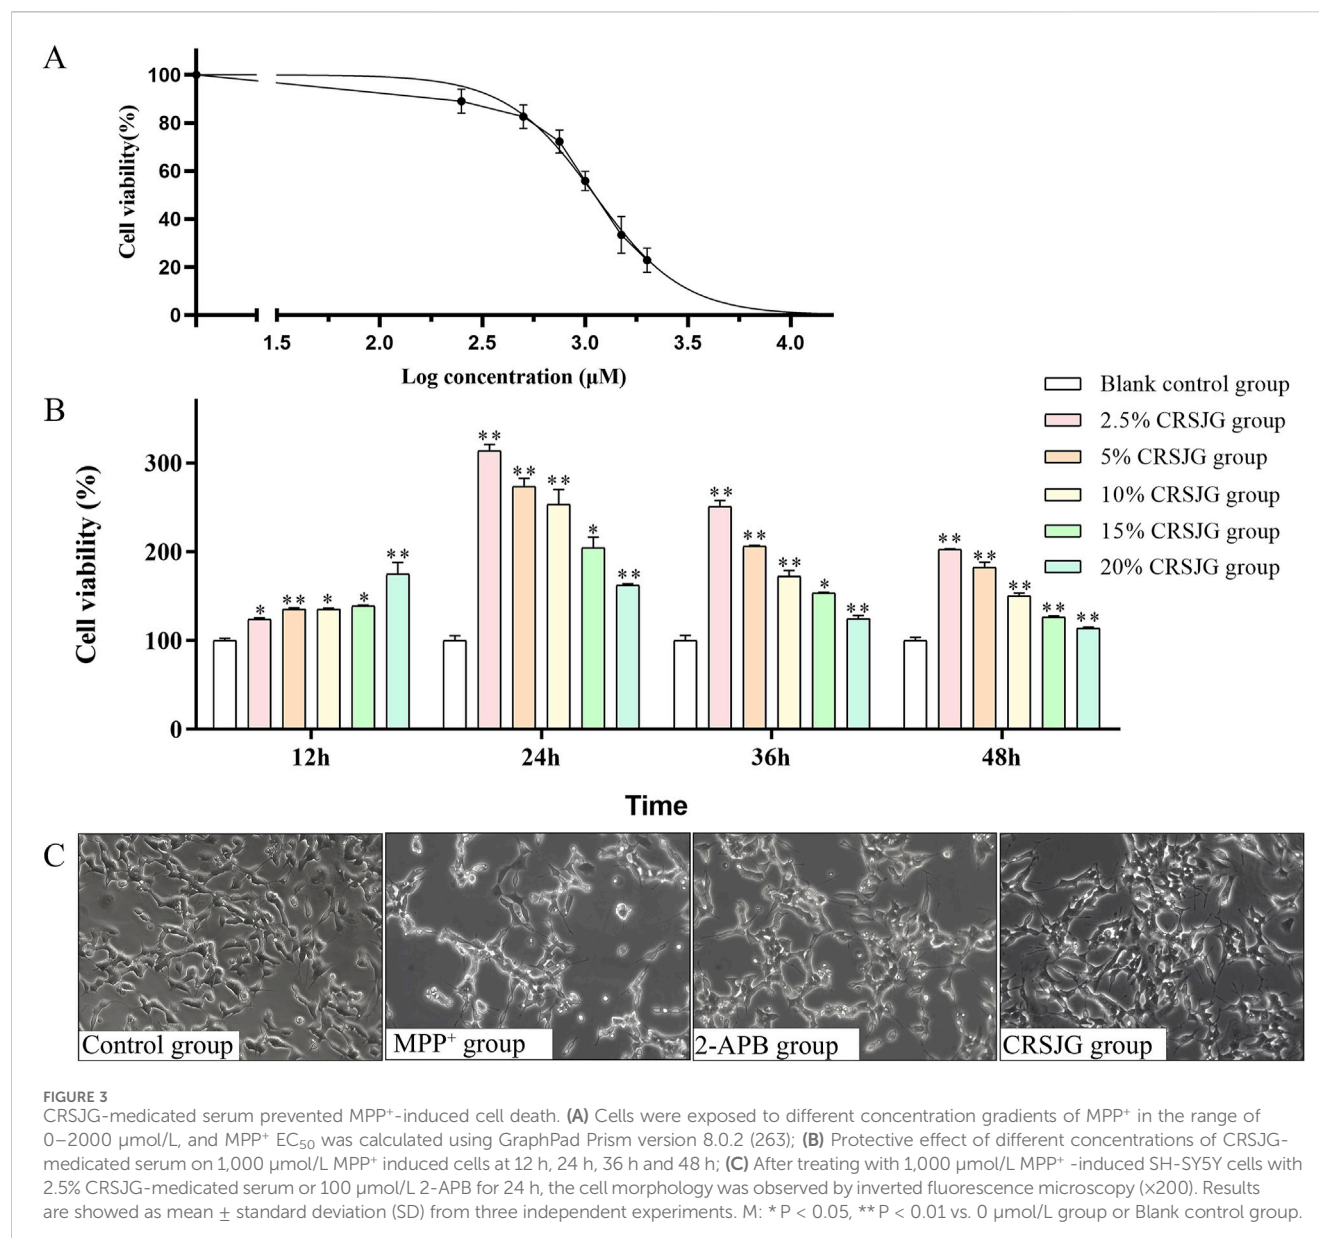 A
100
80
60
40
20
0
Cell viability(%)
1.5 2.0 2.5 3.0 3.5 4.0
Log concentration (μM)
B
Blank control group
2.5% CRSJG group
5% CRSJG group
10% CRSJG group
15% CRSJG group
20% CRSJG group
300
200
100
0
Cell viability (%)
* ** * * **
** ** ** * **
** ** ** * **
** ** ** ** **
12h 24h 36h 48h
Time
C
Control group
MPP⁺ group
2-APB group
CRSJG group
FIGURE 3
CRSJG-medicated serum prevented MPP⁺-induced cell death. (A) Cells were exposed to different concentration gradients of MPP⁺ in the range of
0–2000 μmol/L, and MPP⁺ EC₅₀ was calculated using GraphPad Prism version 8.0.2 (263); (B) Protective effect of different concentrations of CRSJG-
medicated serum on 1,000 μmol/L MPP⁺ induced cells at 12 h, 24 h, 36 h and 48 h; (C) After treating with 1,000 μmol/L MPP⁺ -induced SH-SY5Y cells with
2.5% CRSJG-medicated serum or 100 μmol/L 2-APB for 24 h, the cell morphology was observed by inverted fluorescence microscopy (×200). Results
are showed as mean ± standard deviation (SD) from three independent experiments. M: * P < 0.05, ** P < 0.01 vs. 0 μmol/L group or Blank control group.